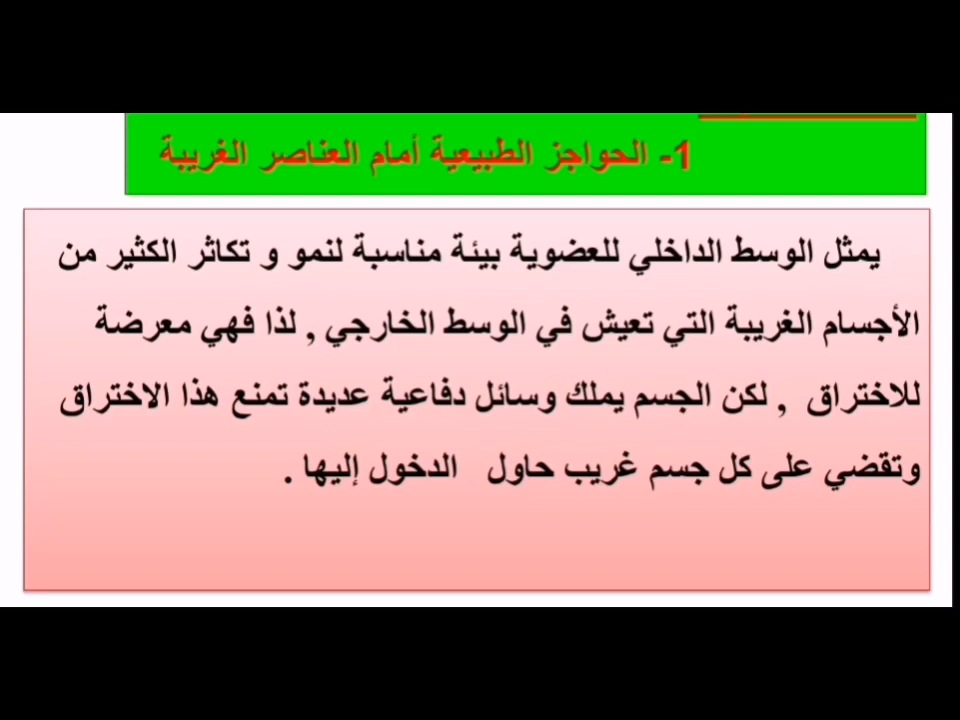 1- الحواجز الطبيعية أمام العناصر الغريبة
يمثل الوسط الداخلي للعضوية بيئة مناسبة لنمو و تكاثر الكثير من
الأجسام الغريبة التي تعيش في الوسط الخارجي , لذا فهي معرضة
للاختراق , لكن الجسم يملك وسائل دفاعية عديدة تمنع هذا الاختراق
وتقضي على كل جسم غريب حاول الدخول إليها .